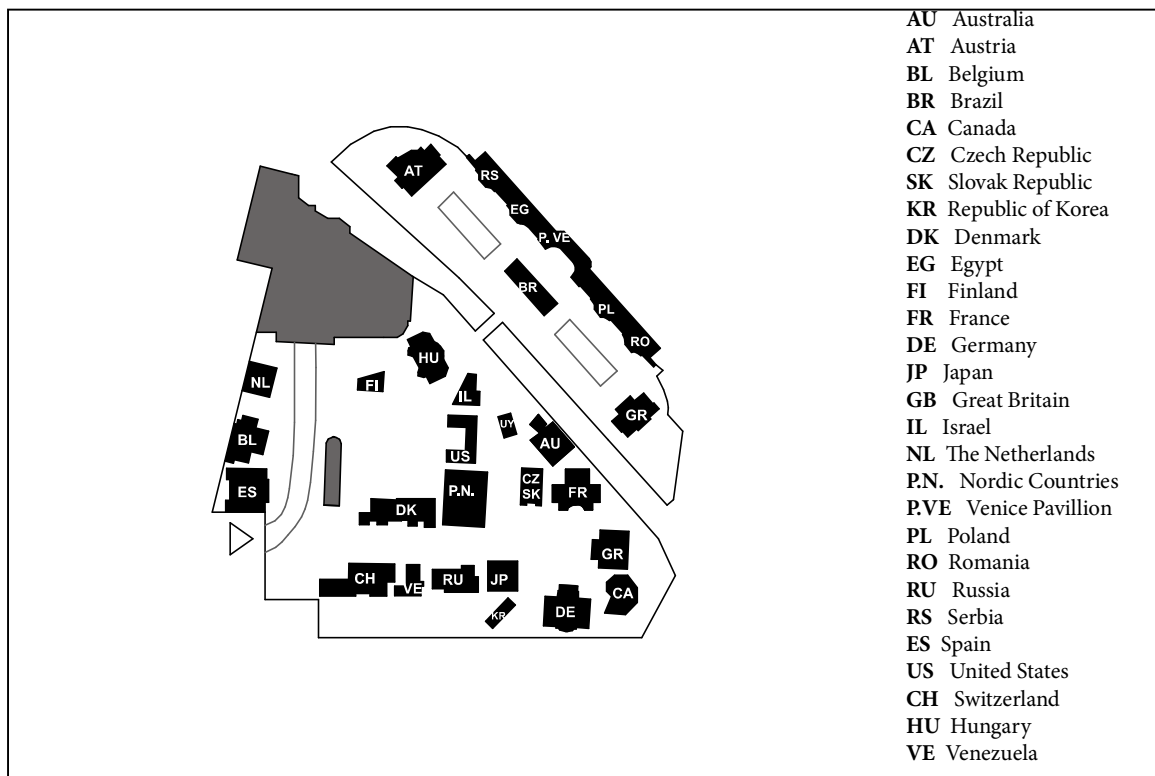 AU Australia
AT Austria
BL Belgium
BR Brazil
CA Canada
CZ Czech Republic
SK Slovak Republic
KR Republic of Korea
DK Denmark
EG Egypt
FI Finland
FR France
DE Germany
JP Japan
GB Great Britain
IL Israel
NL The Netherlands
P.N. Nordic Countries
P.VE Venice Pavillion
PL Poland
RO Romania
RU Russia
RS Serbia
ES Spain
US United States
CH Switzerland
HU Hungary
VE Venezuela
AT
RS
EG
P. VE
BR
PL
RO
GR
HU
FI
IL
NL
UY
AU
BL
US
CZ
SK
ES
P.N.
FR
DK
GR
CH
VE
RU
JP
CA
DE
KR